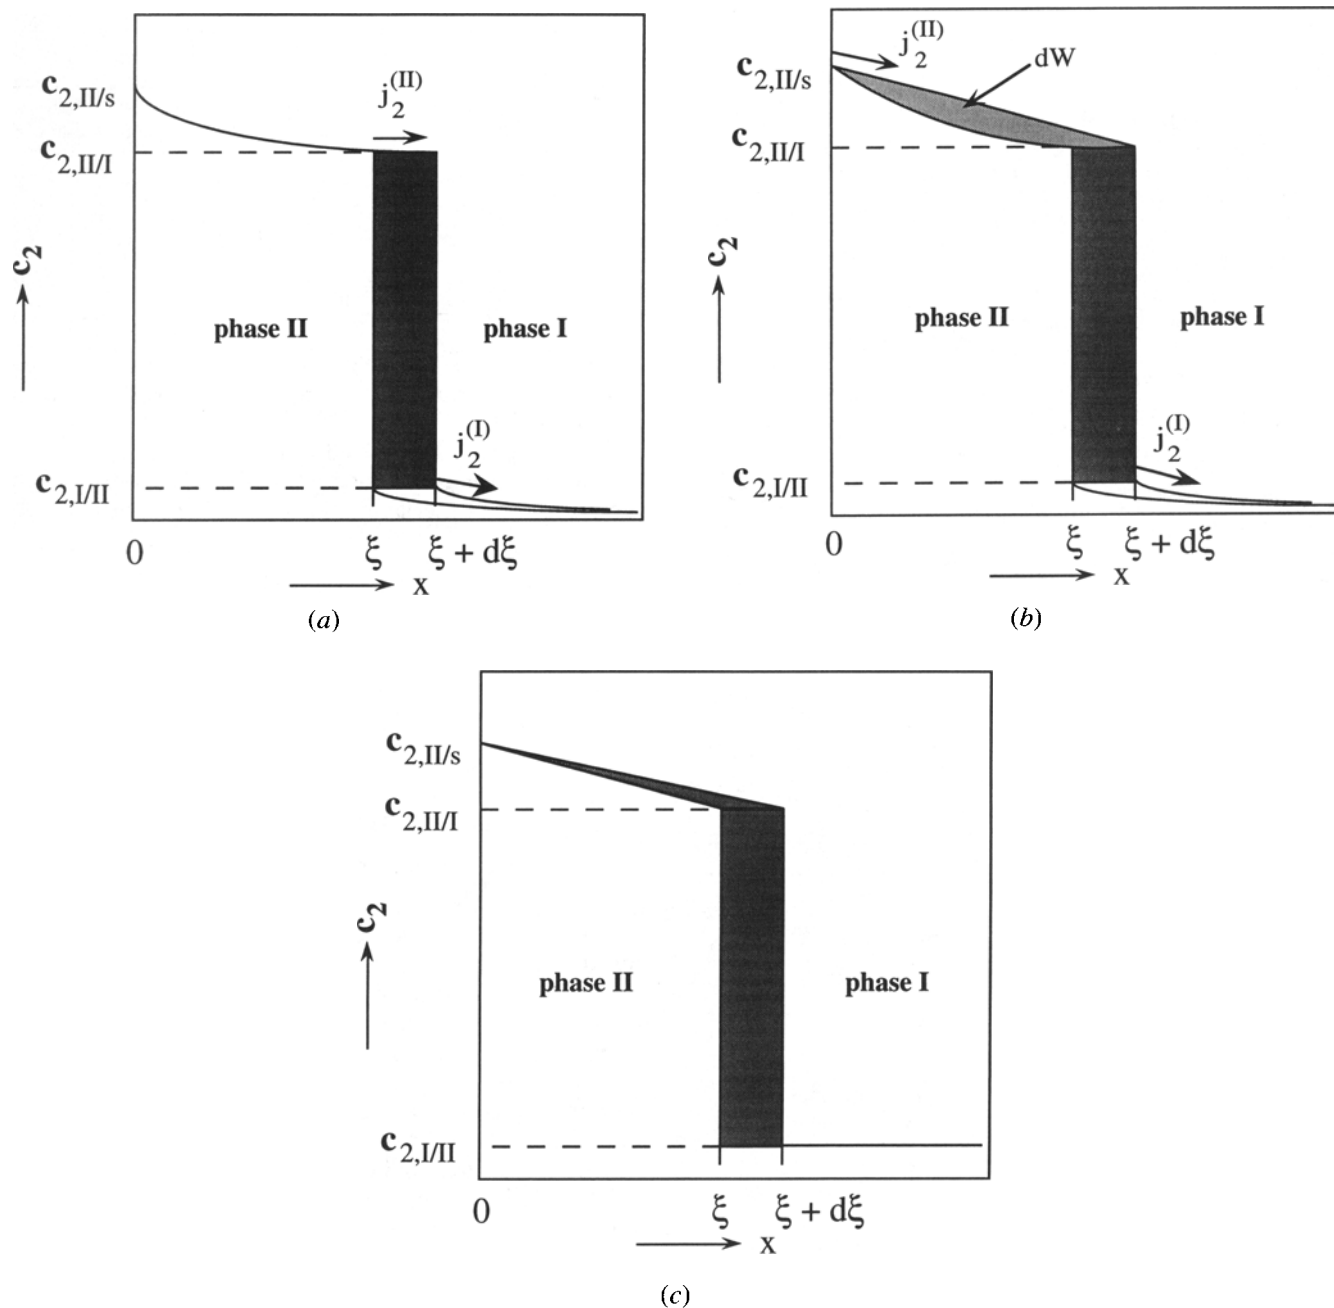 c2,II/s
j2(II)
c2,II/I
c2
phase II
phase I
j2(I)
c2,I/II
0
ξ
ξ + dξ
x
(a)
j2(II)
dW
c2,II/s
c2,II/I
c2
phase II
phase I
j2(I)
c2,I/II
0
ξ
ξ + dξ
x
(b)
c2,II/s
c2,II/I
c2
phase II
phase I
c2,I/II
0
ξ
ξ + dξ
x
(c)